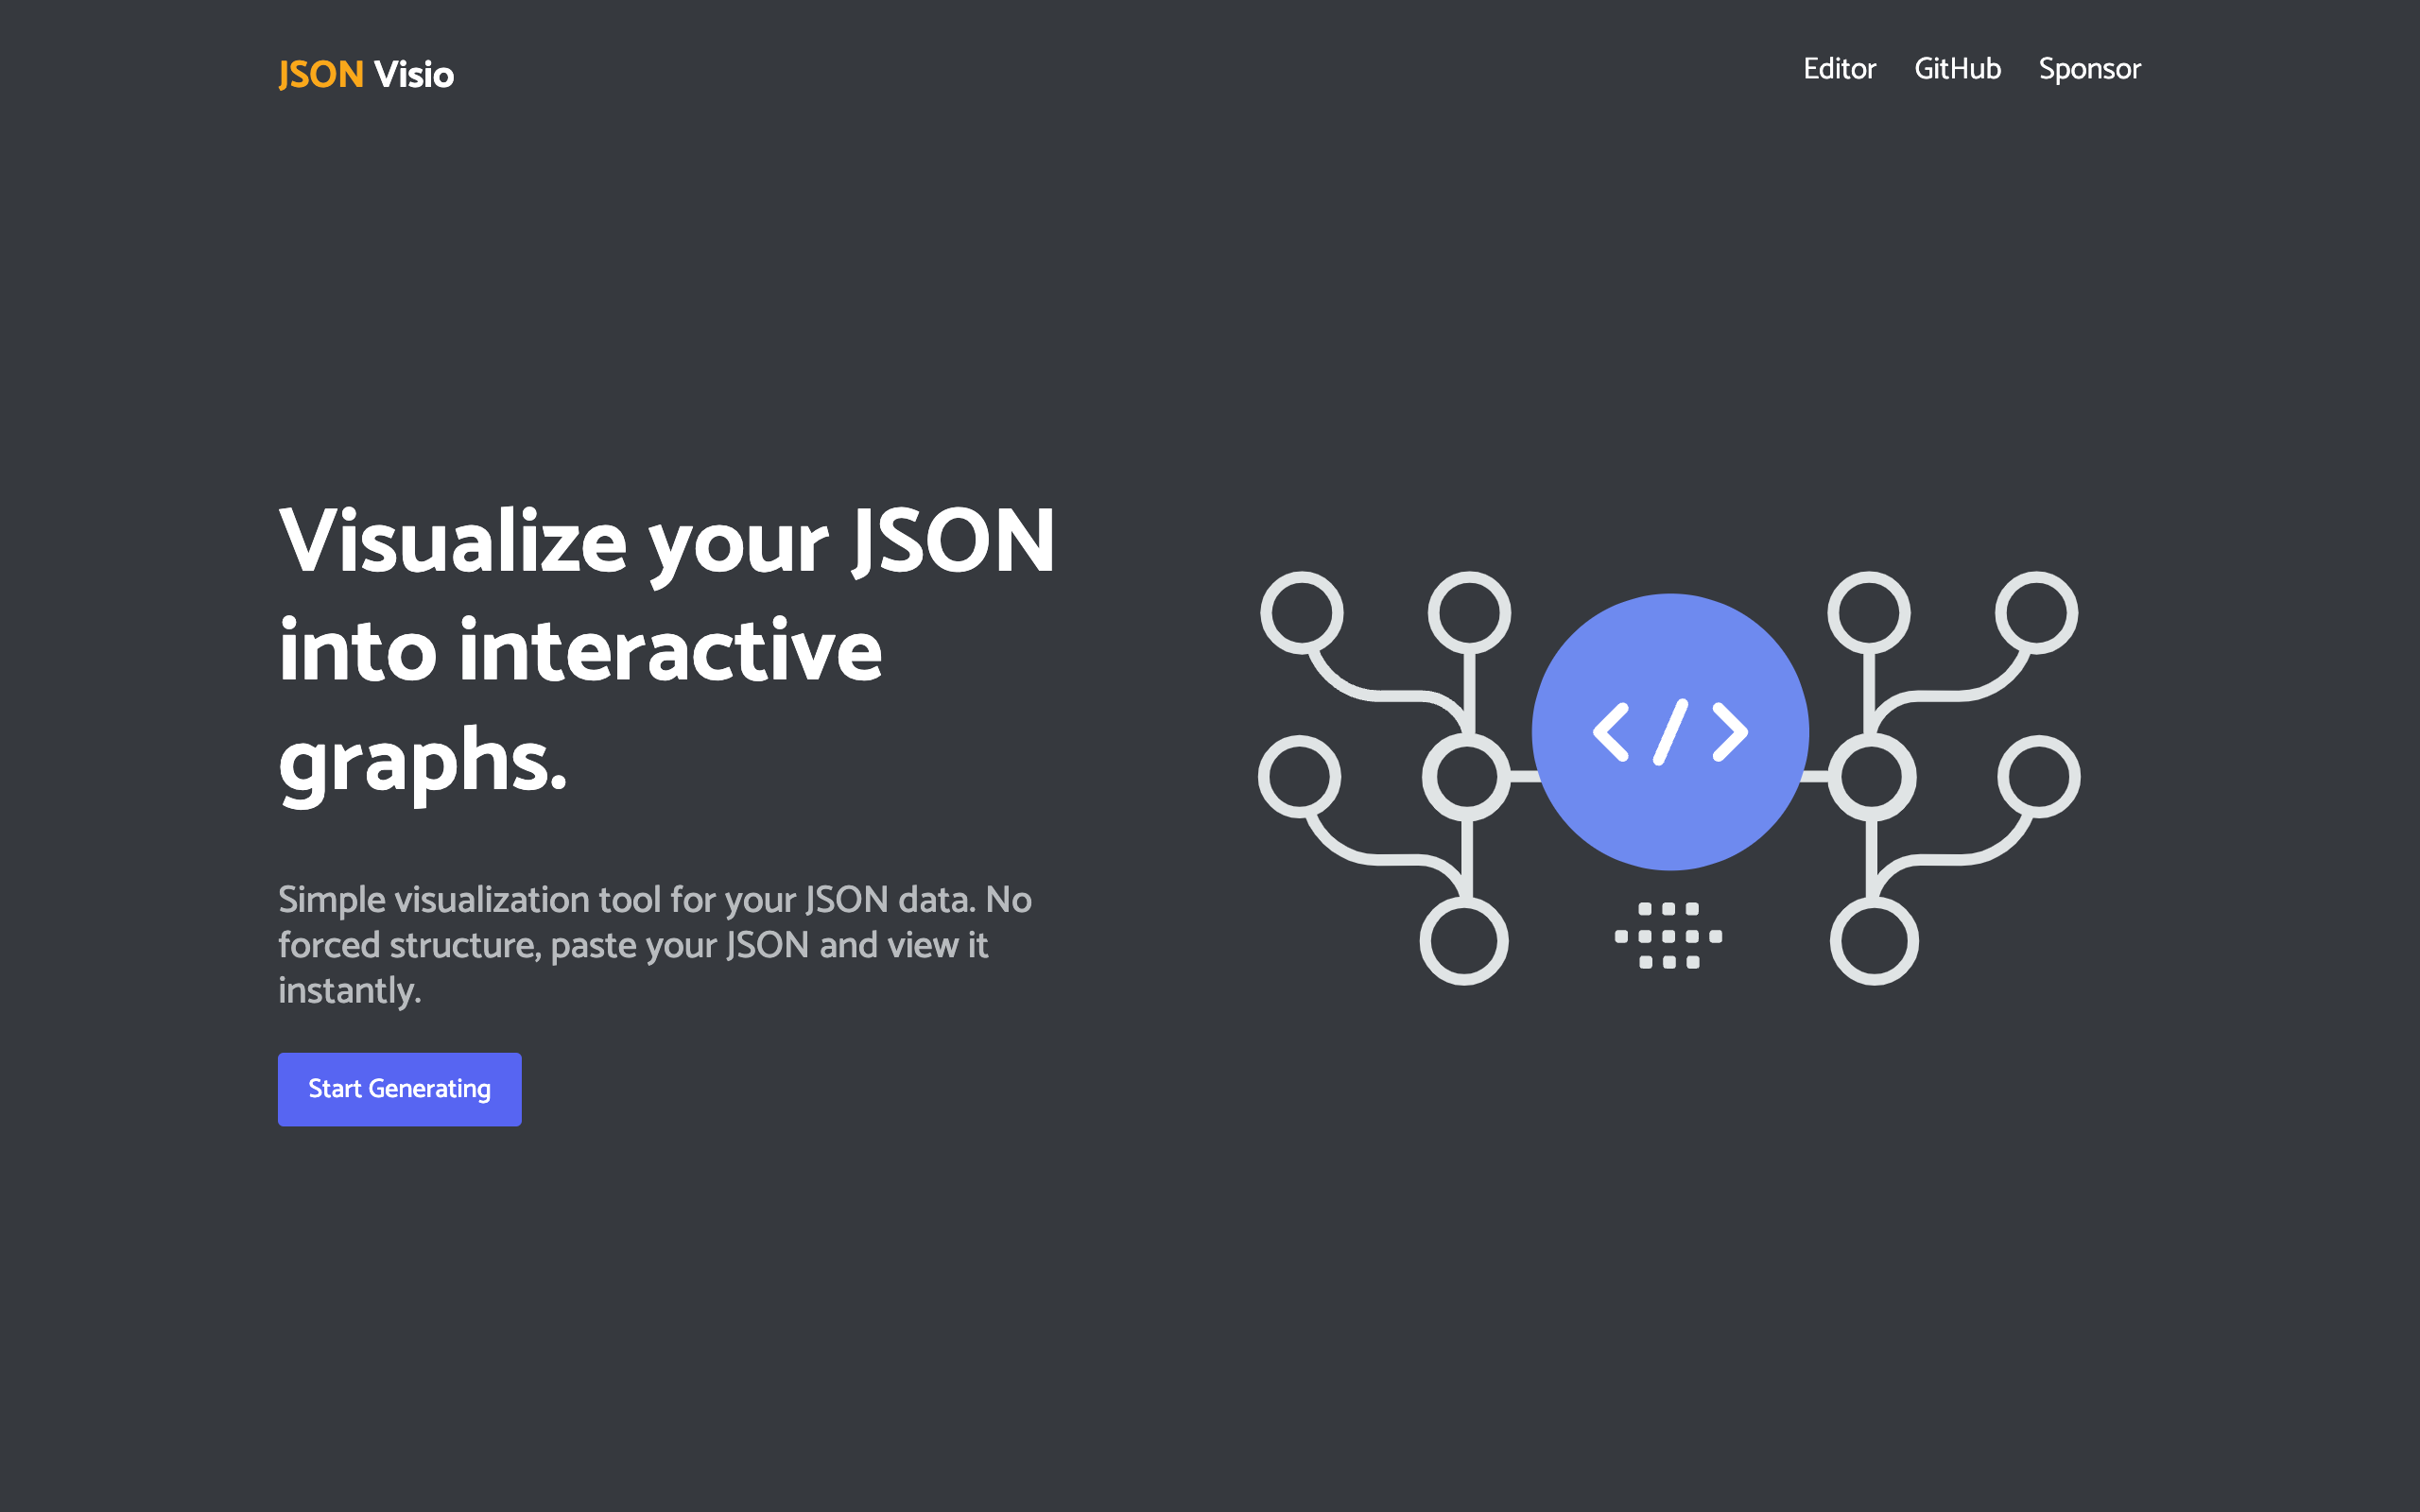 JSON Visio
Editor GitHub Sponsor
Visualize your JSON
into interactive
graphs.
Simple visualization tool for your JSON data. No
forced structure, paste your JSON and view it
instantly.
Start Generating